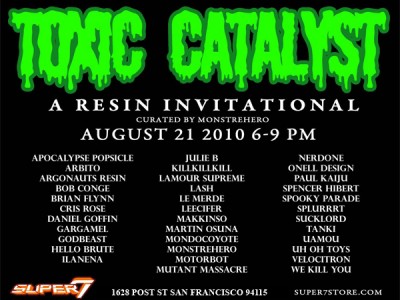 TOXIC CATALYST
A RESIN INVITATIONAL
CURATED BY MONSTREHERO
AUGUST 21 2010 6-9 PM
APOCALYPSE POPSICLE
ARBITO
ARGONAUTS RESIN
BOB CONGE
BRIAN FLYNN
CRIS ROSE
DANIEL GOFFIN
GARGAMEL
GODBEAST
HELLO BRUTE
ILANENA
JULIE B
KILLKILLKILL
LAMOUR SUPREME
LASH
LE MERDE
LEECIFER
MAKKINSO
MARTIN OSUNA
MONDOCOYOTE
MONSTREHERO
MOTORBOT
MUTANT MASSACRE
NERDONE
ONELL DESIGN
PAUL KAIJU
SPENCER HIBERT
SPOOKY PARADE
SPLURRRT
SUCKLORD
TANKI
UAMOU
UH OH TOYS
VELOCITRON
WE KILL YOU
SUPER7
1628 POST ST SAN FRANCISCO 94115
SUPER7STORE.COM